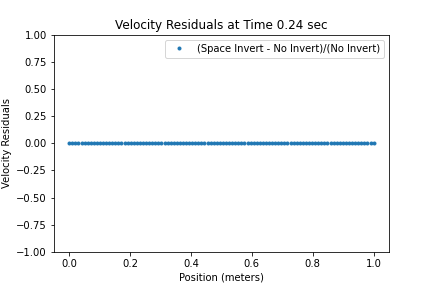 Velocity Residuals at Time 0.24 sec
1.00
(Space Invert - No Invert)/(No Invert)
0.75
0.50
0.25
0.00
−0.25
−0.50
−0.75
−1.00
Velocity Residuals
0.0 0.2 0.4 0.6 0.8 1.0
Position (meters)